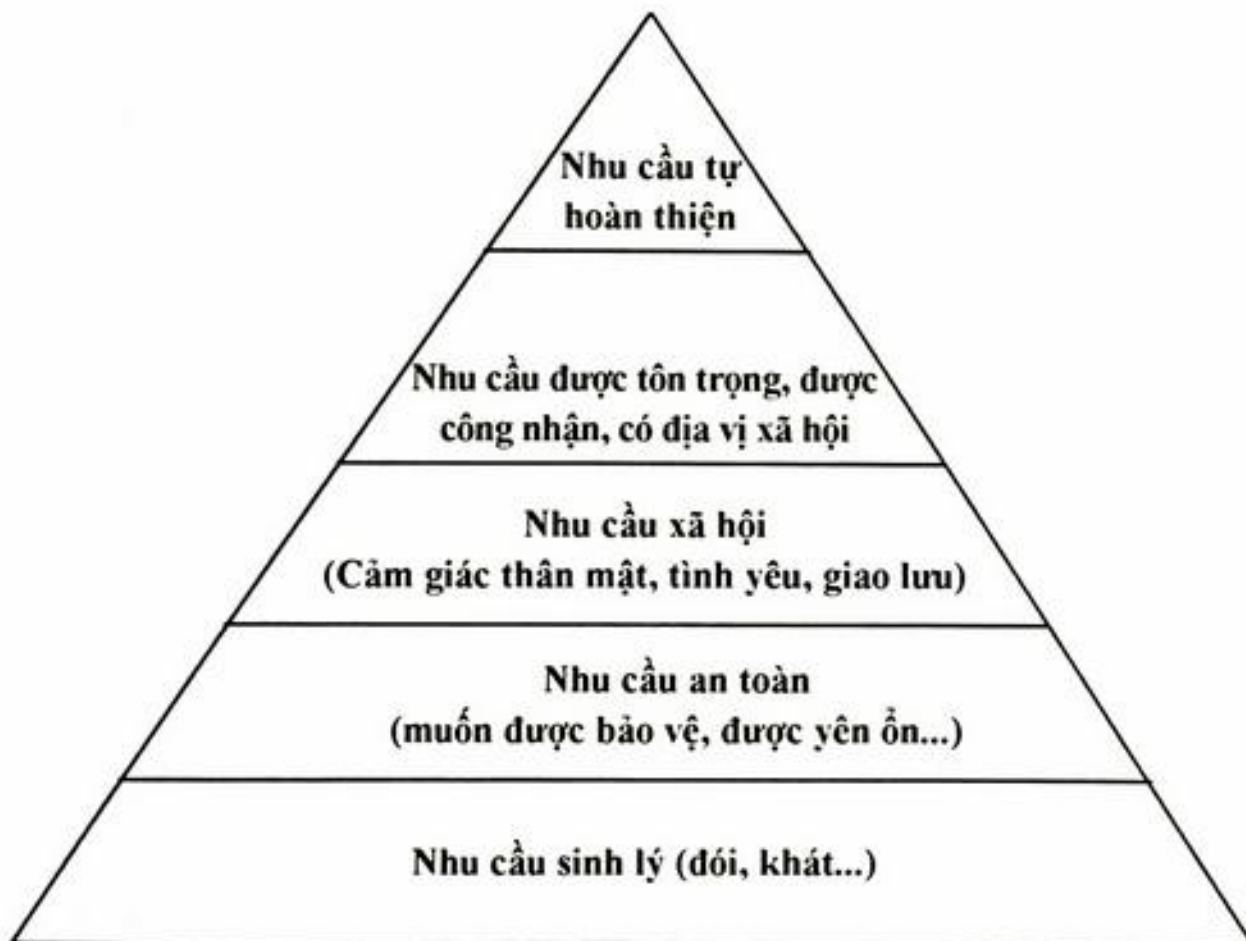 Nhu cầu tự
hoàn thiện
Nhu cầu được tôn trọng, được
công nhận, có địa vị xã hội
Nhu cầu xã hội
(Cảm giác thân mật, tình yêu, giao lưu)
Nhu cầu an toàn
(muốn được bảo vệ, được yên ổn...)
Nhu cầu sinh lý (đói, khát...)